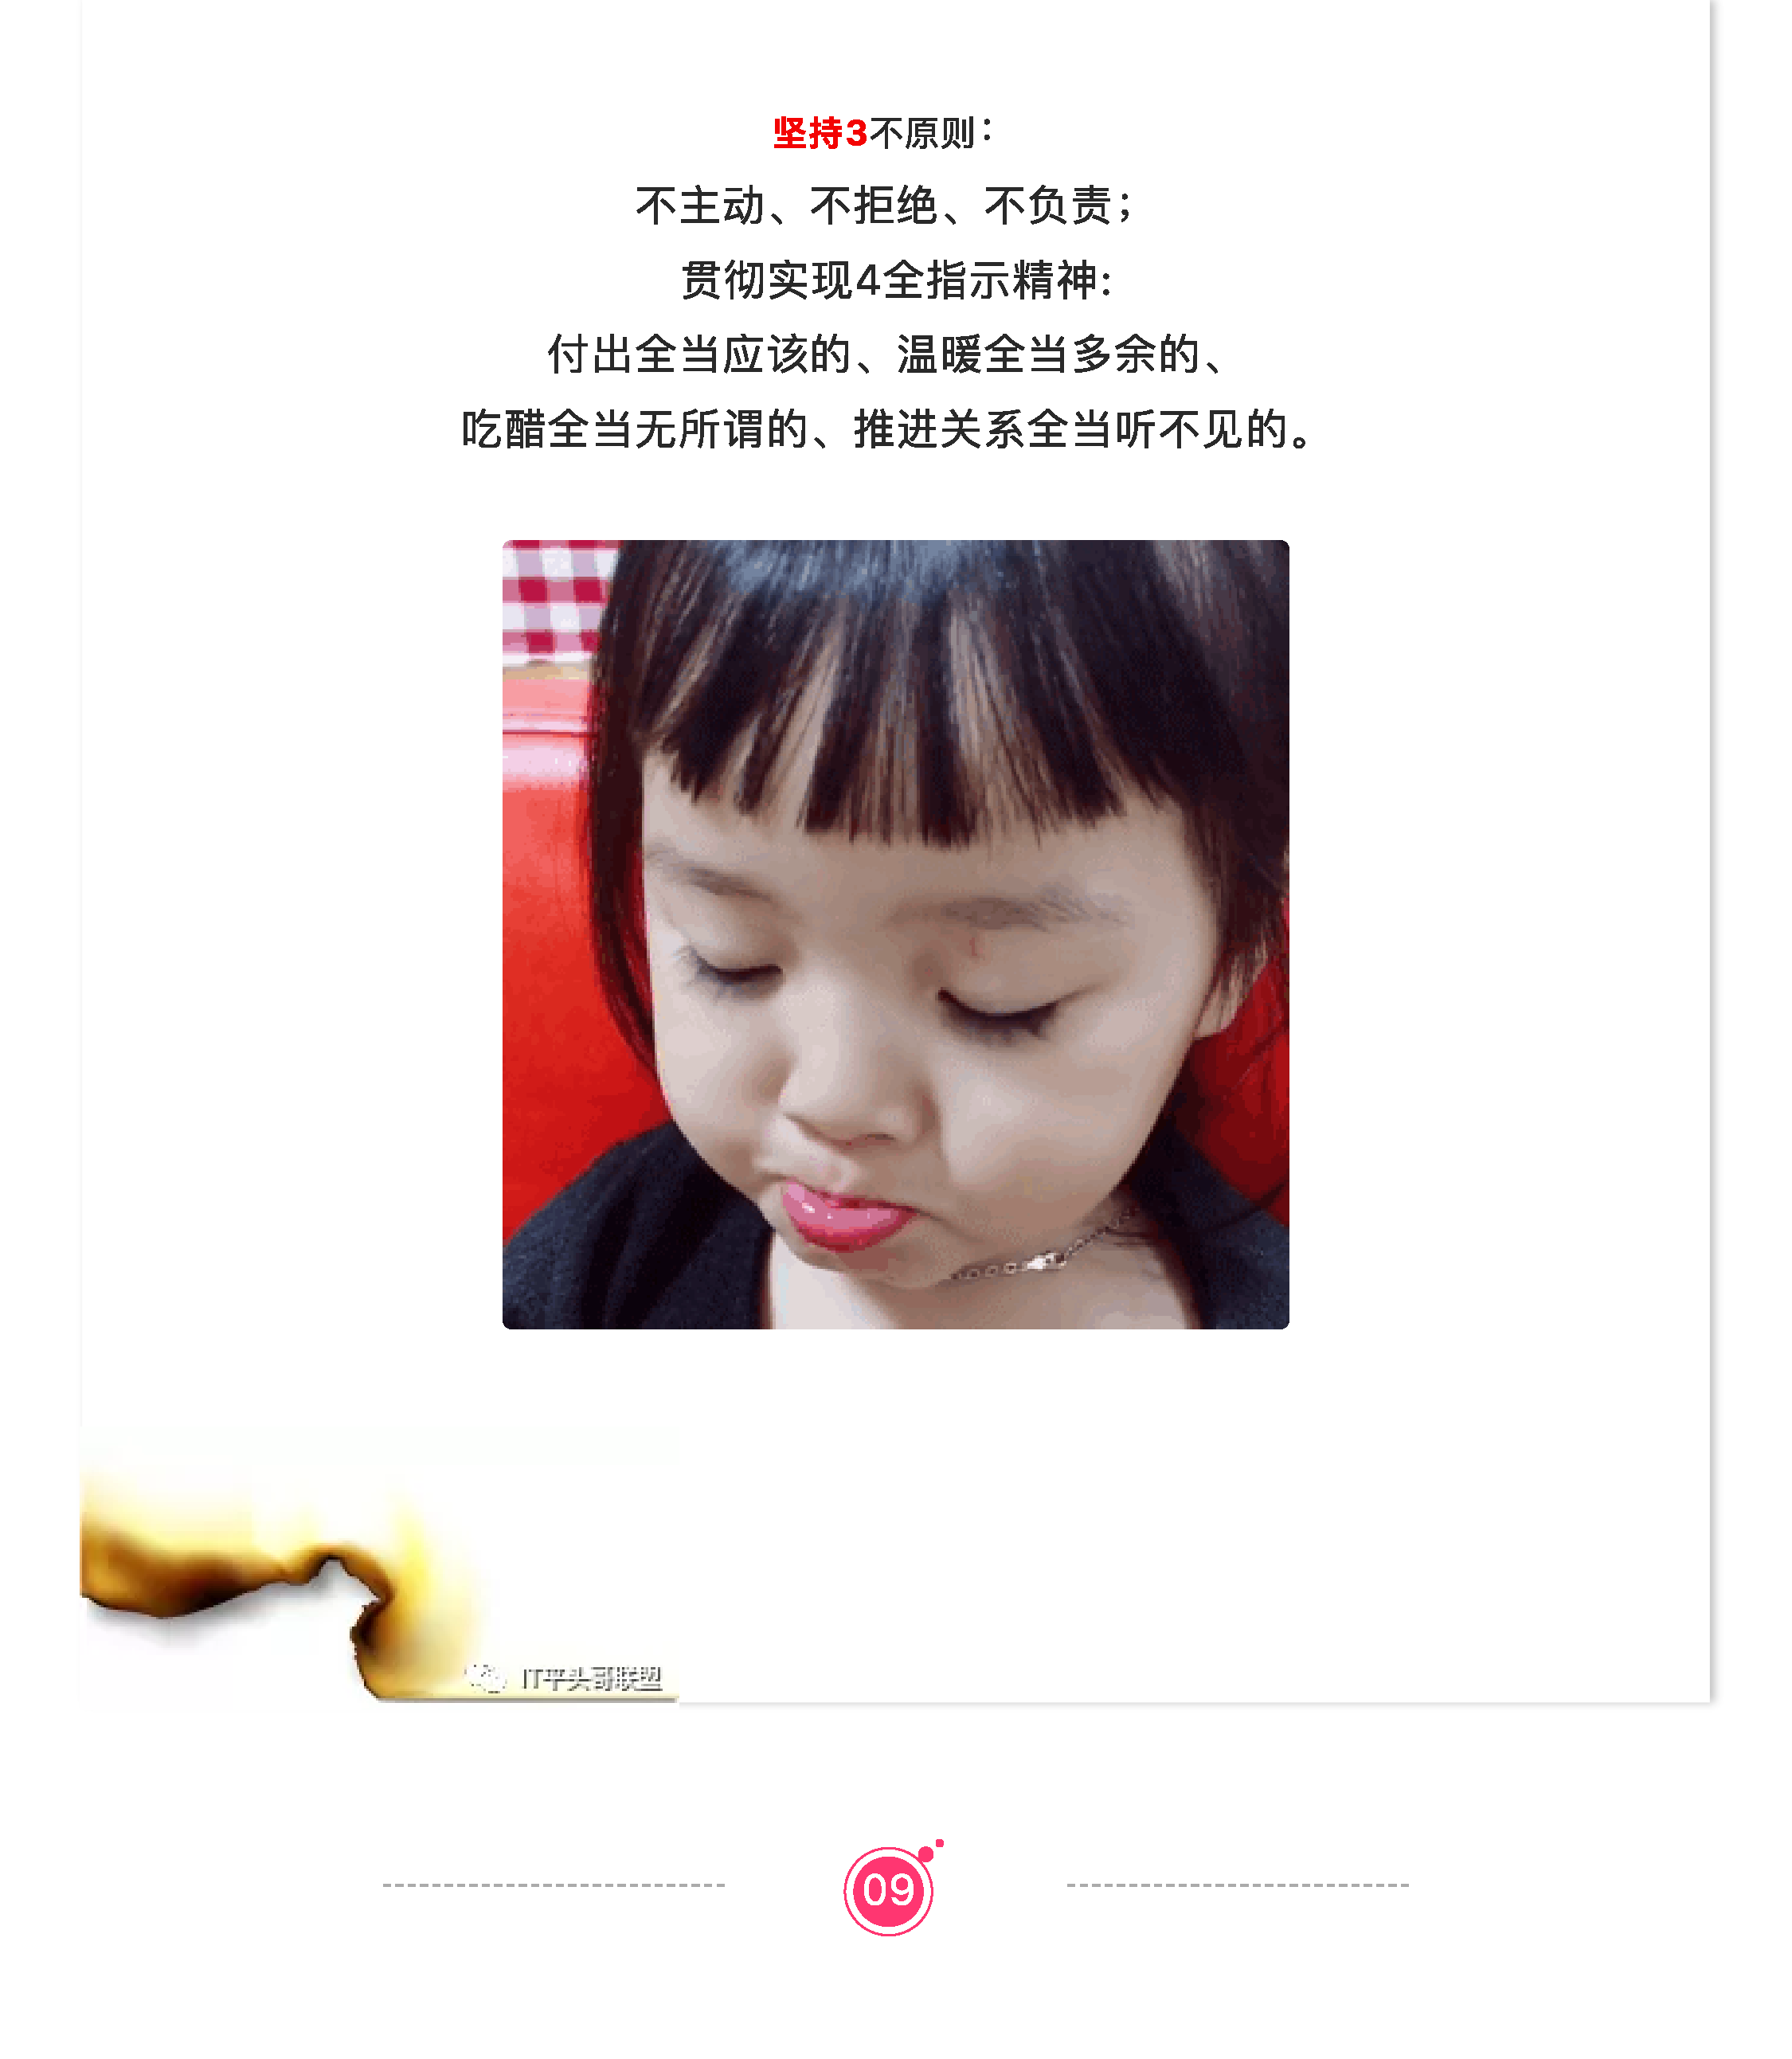 坚持3不原则：
不主动、不拒绝、不负责；
贯彻实现4全指示精神:
付出全当应该的、温暖全当多余的、
吃醋全当无所谓的、推进关系全当听不见的。
IT平头哥联盟
09